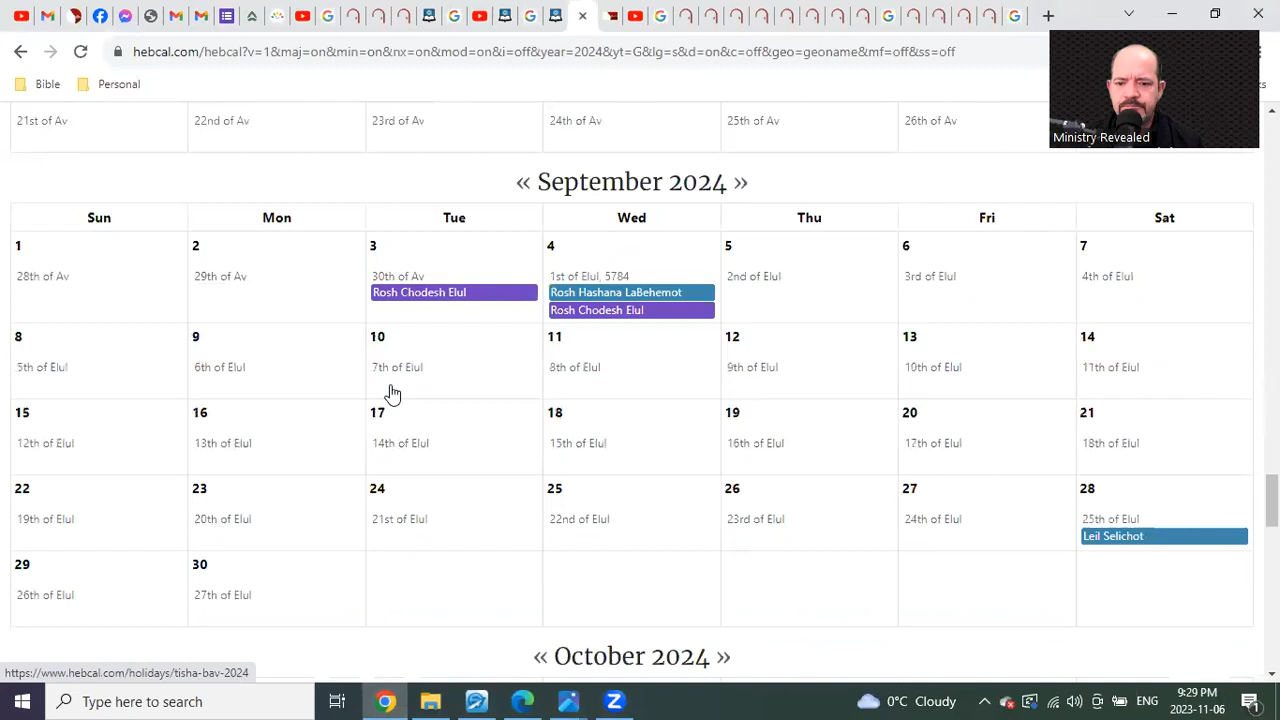 hebcal.com/hebcal?v=1&maj=on&min=on&nx=on&mod=on&i=off&year=2024&yt=G&lg=s&d=on&c=off&geo=geoname&mf=off&ss=off
Bible Personal
Ministry Revealed
21st of Av 22nd of Av 23rd of Av 24th of Av 25th of Av 26th of Av
« September 2024 »
Sun Mon Tue Wed Thu Fri Sat
1 2 3 4 5 6 7
28th of Av 29th of Av 30th of Av 1st of Elul, 5784 2nd of Elul 3rd of Elul 4th of Elul
Rosh Chodesh Elul Rosh Hashana LaBehemot
Rosh Chodesh Elul
8 9 10 11 12 13 14
5th of Elul 6th of Elul 7th of Elul 8th of Elul 9th of Elul 10th of Elul 11th of Elul
15 16 17 18 19 20 21
12th of Elul 13th of Elul 14th of Elul 15th of Elul 16th of Elul 17th of Elul 18th of Elul
22 23 24 25 26 27 28
19th of Elul 20th of Elul 21st of Elul 22nd of Elul 23rd of Elul 24th of Elul 25th of Elul
Leil Selichot
29 30
26th of Elul 27th of Elul
« October 2024 »
https://www.hebcal.com/holidays/tisha-bav-2024
Type here to search
0°C Cloudy
ENG
9:29 PM
2023-11-06
1